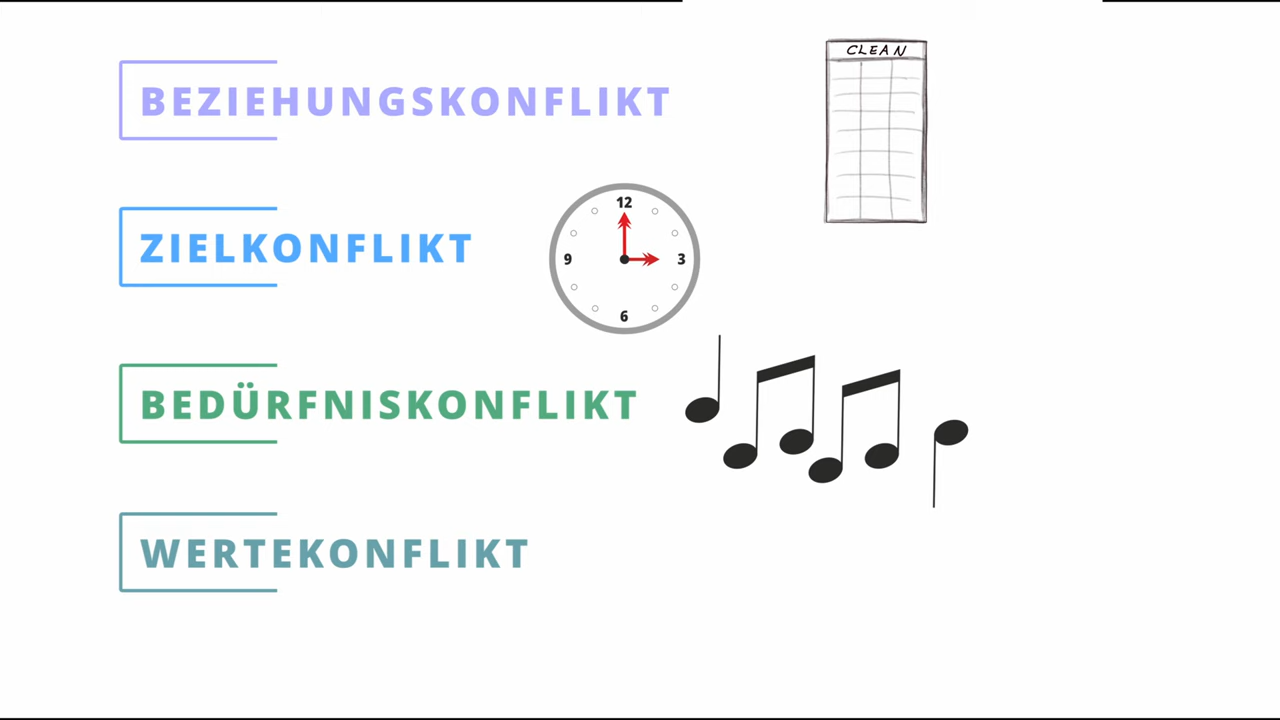 BEZIEHUNGSKONFLIKT
CLEAN
ZIELKONFLIKT
12
9
3
6
BEDÜRFNISKONFLIKT
WERTEKONFLIKT